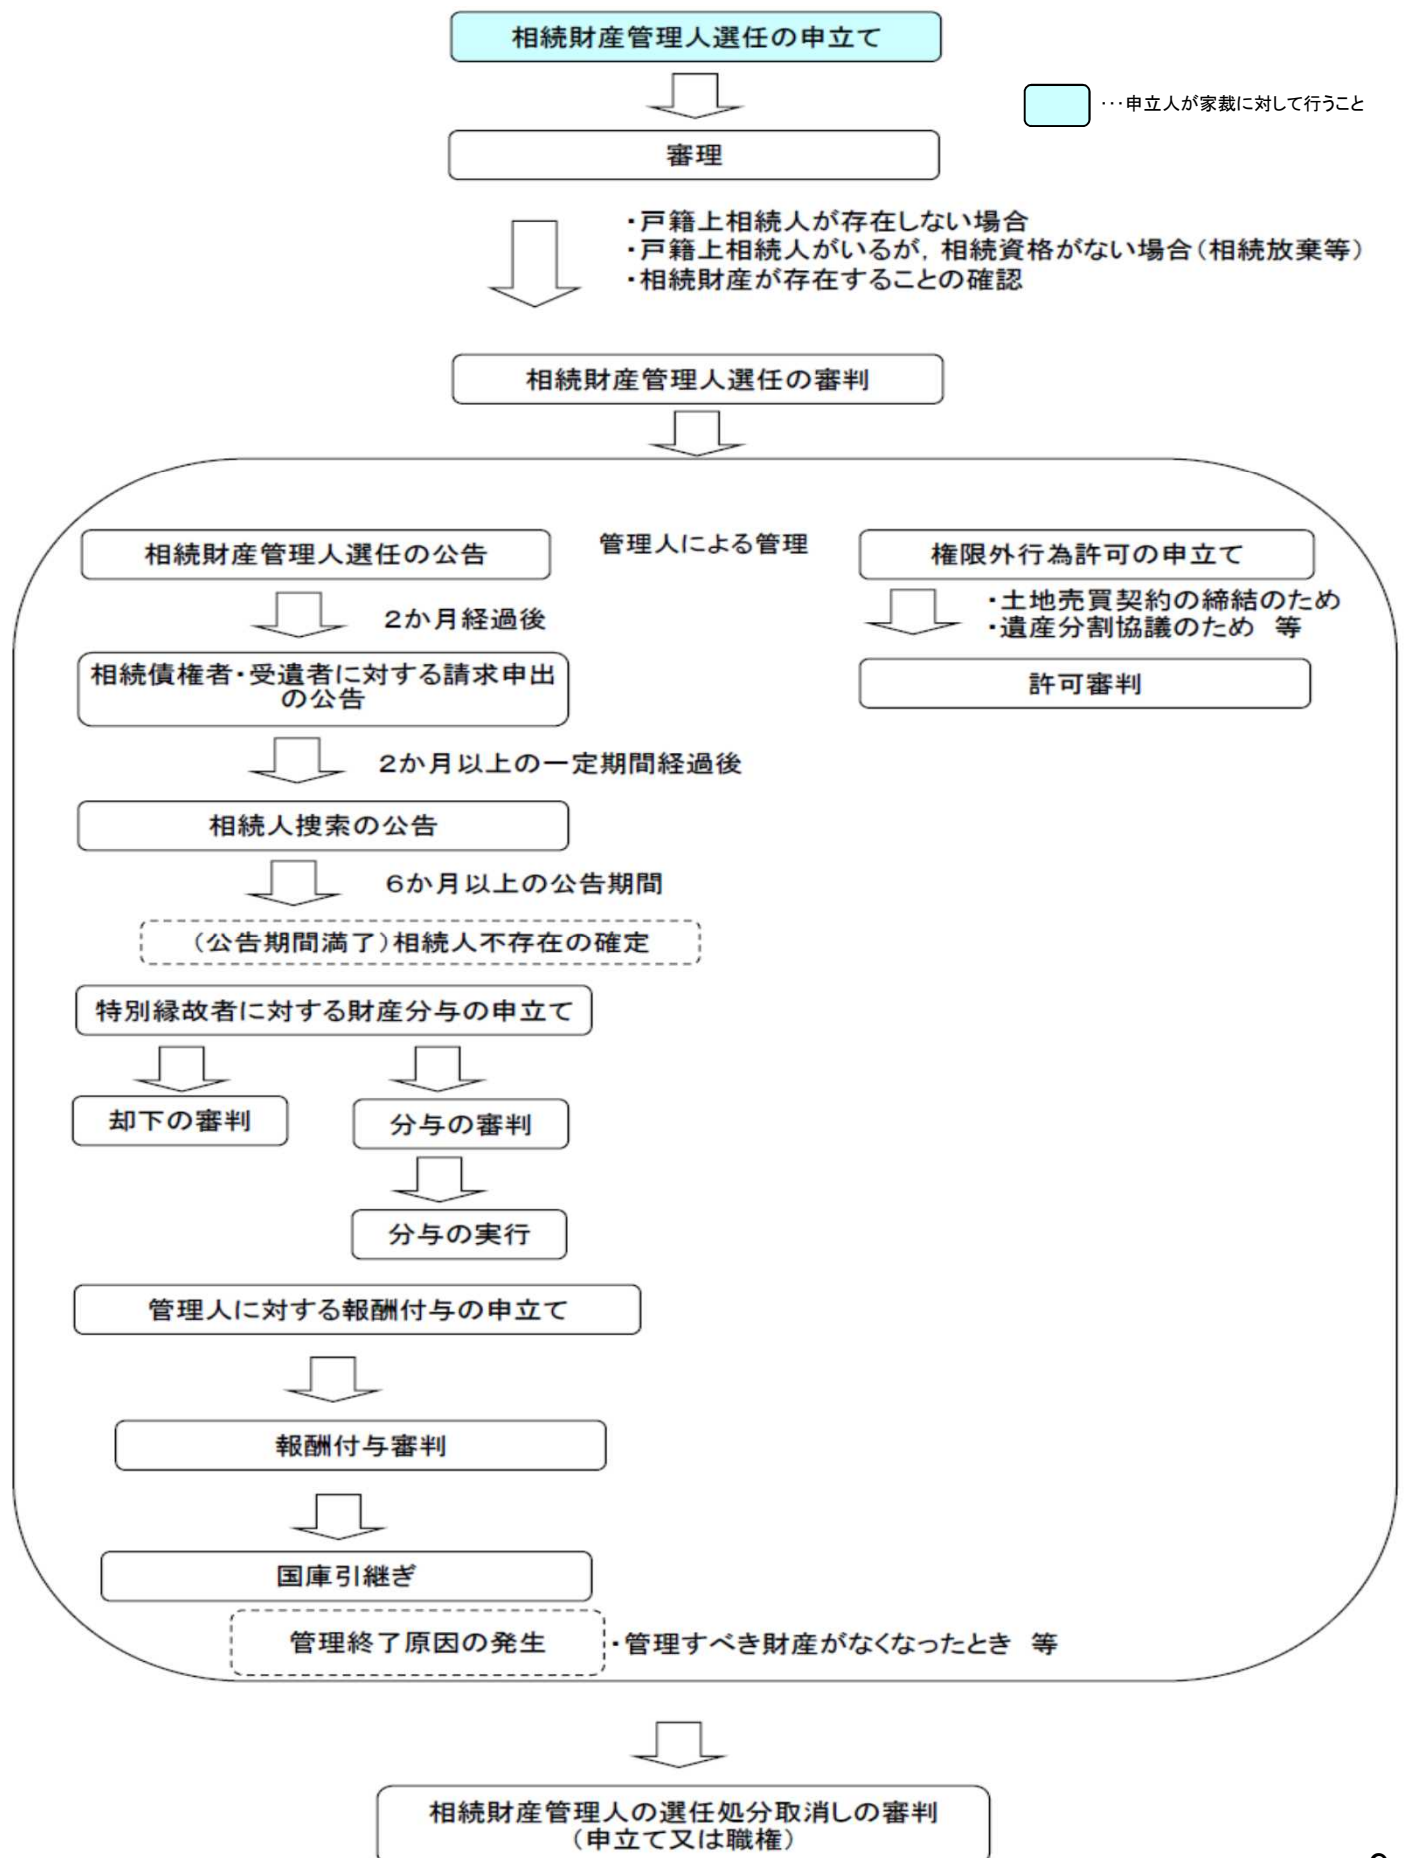 相続財産管理人選任の申立て
･･･申立人が家裁に対して行うこと
審理
・戸籍上相続人が存在しない場合
・戸籍上相続人がいるが，相続資格がない場合（相続放棄等）
・相続財産が存在することの確認
相続財産管理人選任の審判
相続財産管理人選任の公告
管理人による管理
権限外行為許可の申立て
２か月経過後
・土地売買契約の締結のため
・遺産分割協議のため　等
相続債権者・受遺者に対する請求申出
の公告
許可審判
２か月以上の一定期間経過後
相続人捜索の公告
６か月以上の公告期間
（公告期間満了）相続人不存在の確定
特別縁故者に対する財産分与の申立て
却下の審判
分与の審判
分与の実行
管理人に対する報酬付与の申立て
報酬付与審判
国庫引継ぎ
管理終了原因の発生
・管理すべき財産がなくなったとき　等
相続財産管理人の選任処分取消しの審判
（申立て又は職権）